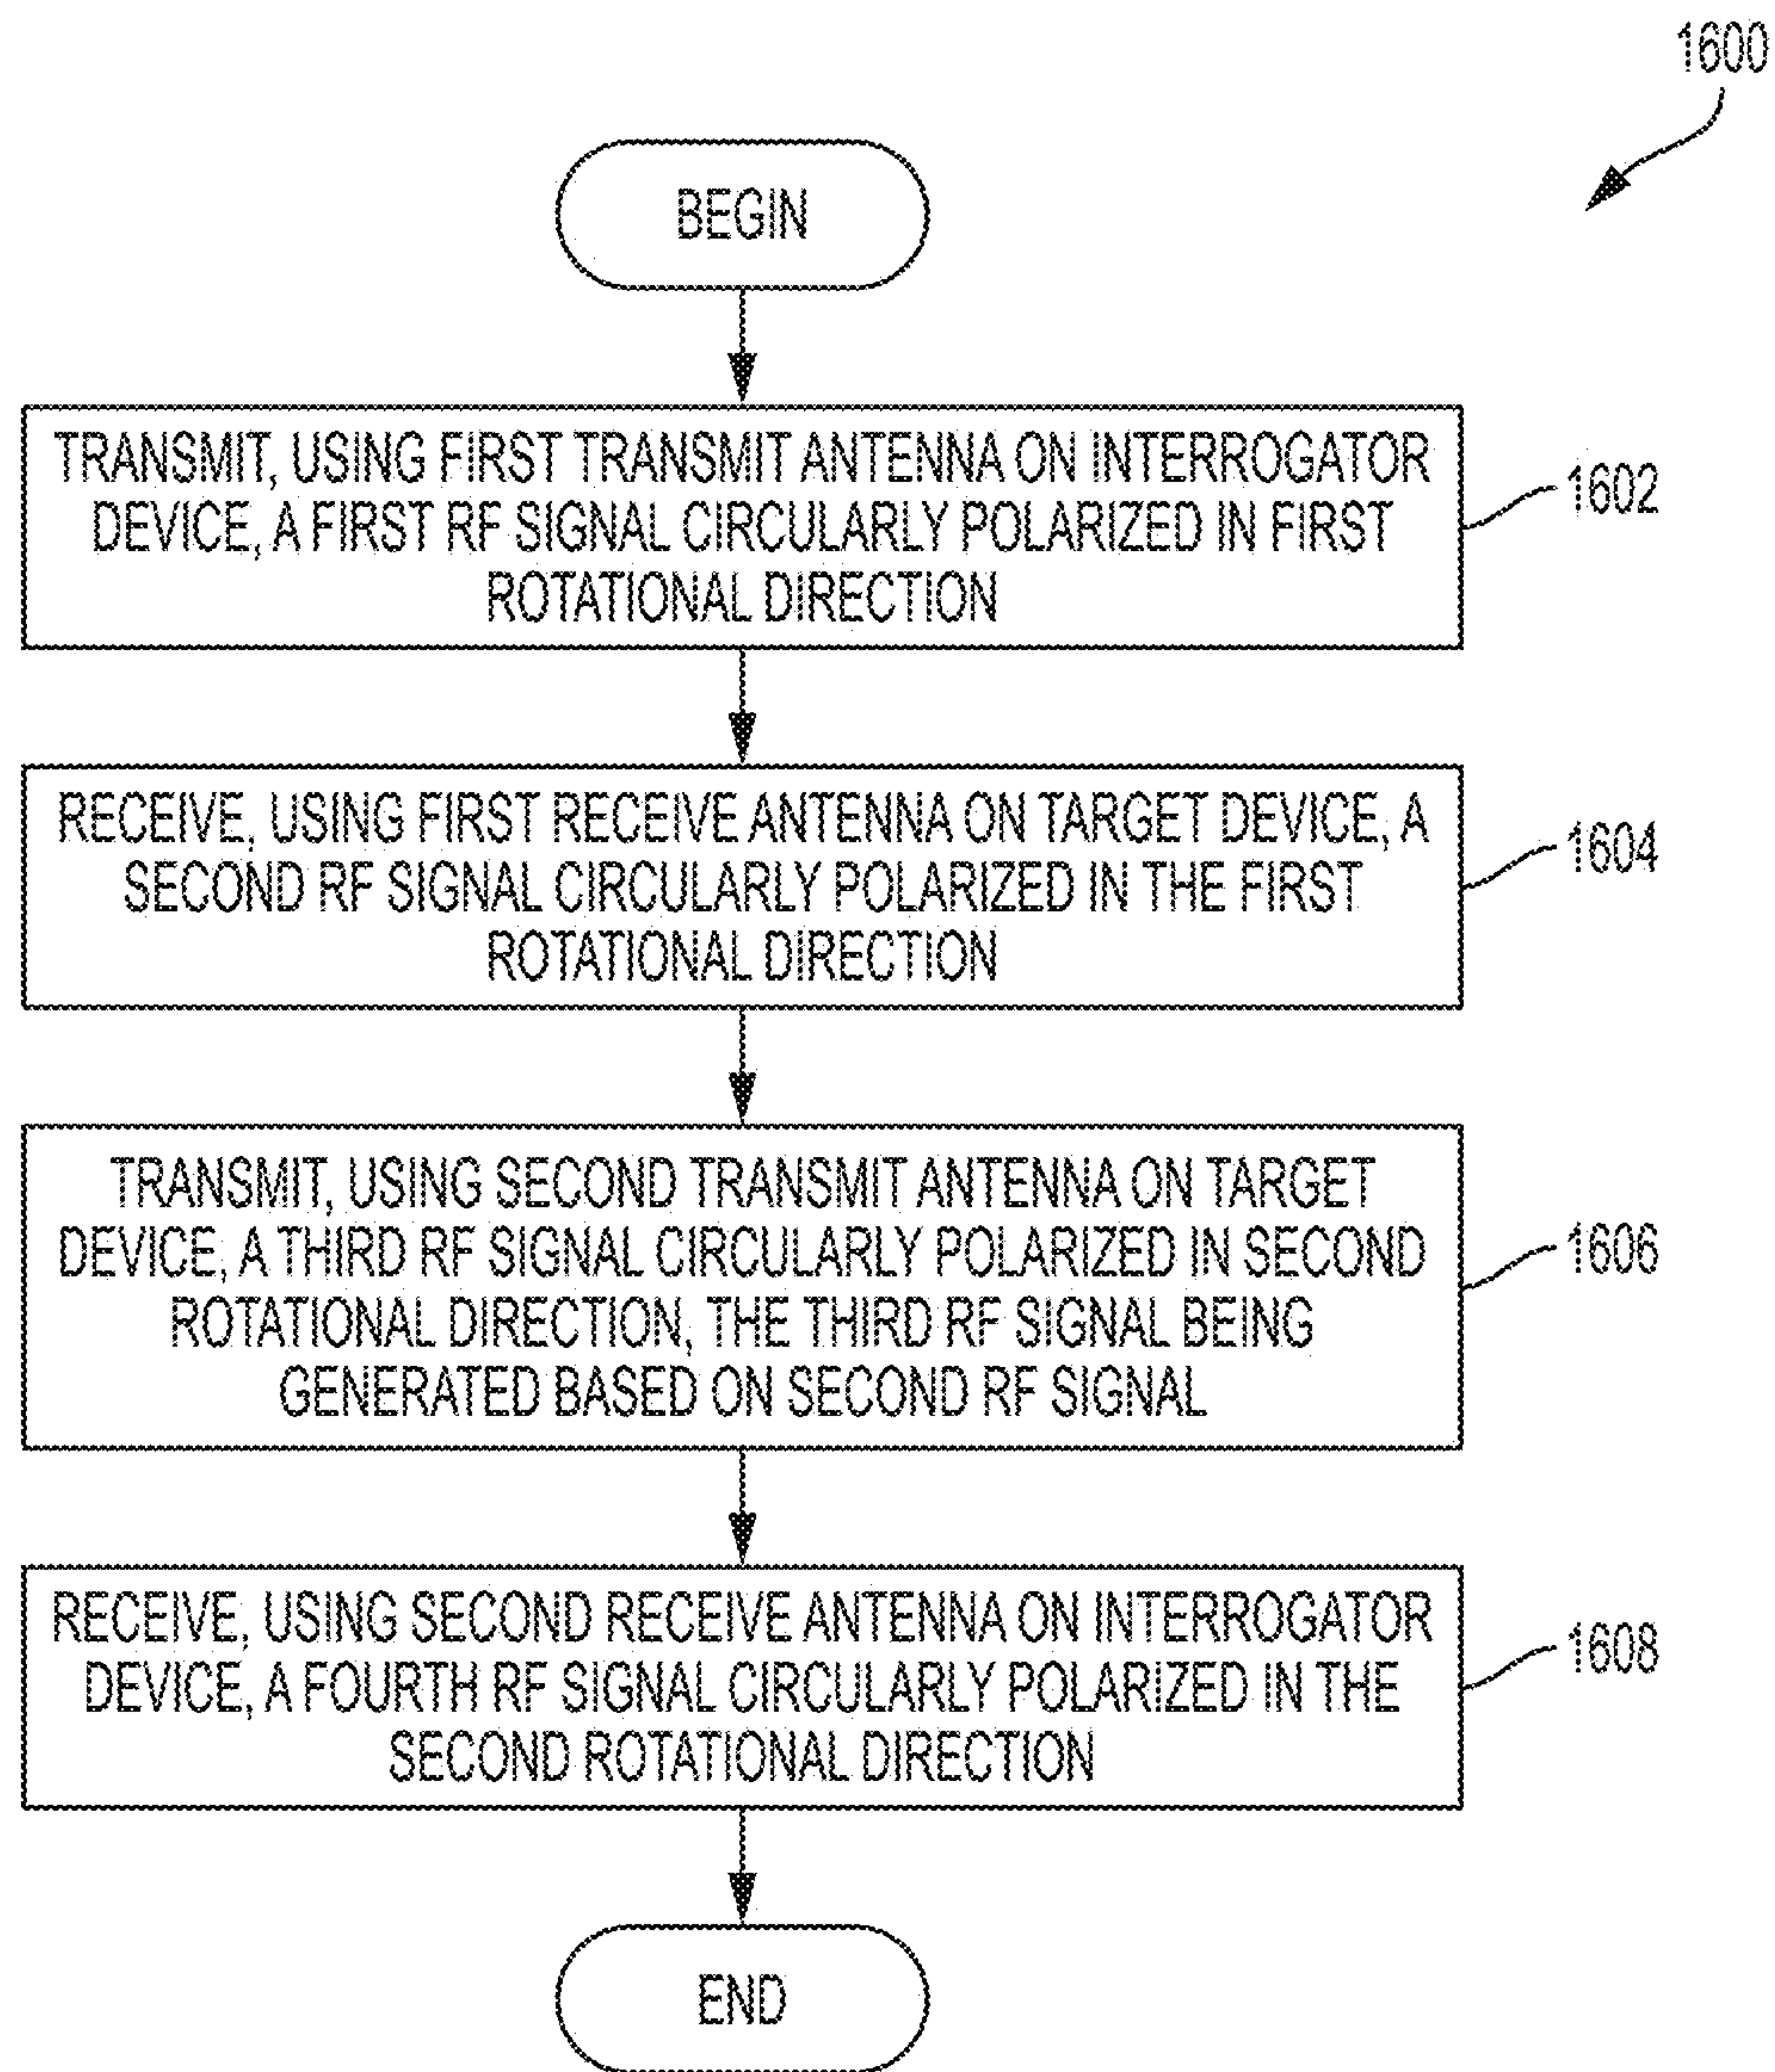 1600
BEGIN
TRANSMIT, USING FIRST TRANSMIT ANTENNA ON INTERROGATOR
DEVICE, A FIRST RF SIGNAL CIRCULARLY POLARIZED IN FIRST
ROTATIONAL DIRECTION
1602
RECEIVE, USING FIRST RECEIVE ANTENNA ON TARGET DEVICE, A
SECOND RF SIGNAL CIRCULARLY POLARIZED IN THE FIRST
ROTATIONAL DIRECTION
1604
TRANSMIT, USING SECOND TRANSMIT ANTENNA ON TARGET
DEVICE, A THIRD RF SIGNAL CIRCULARLY POLARIZED IN SECOND
ROTATIONAL DIRECTION, THE THIRD RF SIGNAL BEING
GENERATED BASED ON SECOND RF SIGNAL
1606
RECEIVE, USING SECOND RECEIVE ANTENNA ON INTERROGATOR
DEVICE, A FOURTH RF SIGNAL CIRCULARLY POLARIZED IN THE
SECOND ROTATIONAL DIRECTION
1608
END